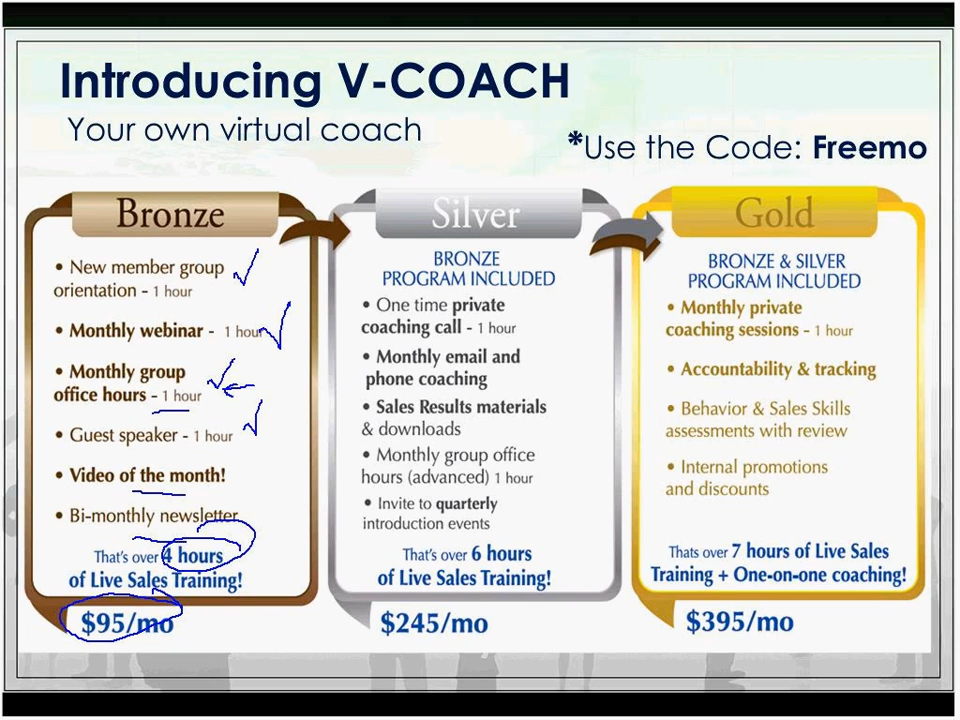 Introducing V-COACH
Your own virtual coach
*Use the Code: Freemo
Bronze
• New member group
orientation - 1 hour
• Monthly webinar - 1 hour
• Monthly group
office hours - 1 hour
• Guest speaker - 1 hour
• Video of the month!
• Bi-monthly newsletter
That's over 4 hours
of Live Sales Training!
$95/mo
Silver
BRONZE
PROGRAM INCLUDED
• One time private
coaching call - 1 hour
• Monthly email and
phone coaching
• Sales Results materials
& downloads
• Monthly group office
hours (advanced) 1 hour
• Invite to quarterly
introduction events
That's over 6 hours
of Live Sales Training!
$245/mo
Gold
BRONZE & SILVER
PROGRAM INCLUDED
• Monthly private
coaching sessions - 1 hour
• Accountability & tracking
• Behavior & Sales Skills
assessments with review
• Internal promotions
and discounts
Thats over 7 hours of Live Sales
Training + One-on-one coaching!
$395/mo